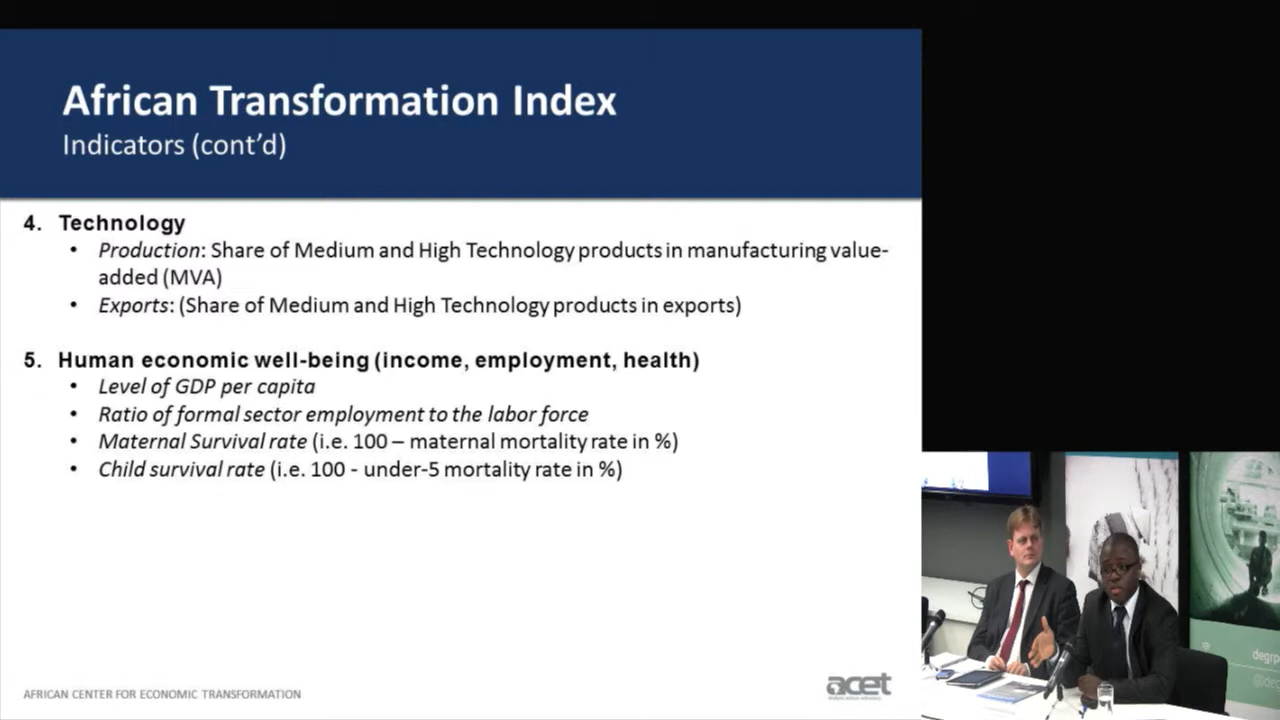 African Transformation Index
Indicators (cont'd)
4. Technology
• Production: Share of Medium and High Technology products in manufacturing value-
added (MVA)
• Exports: (Share of Medium and High Technology products in exports)
5. Human economic well-being (income, employment, health)
• Level of GDP per capita
• Ratio of formal sector employment to the labor force
• Maternal Survival rate (i.e. 100 – maternal mortality rate in %)
• Child survival rate (i.e. 100 - under-5 mortality rate in %)
AFRICAN CENTER FOR ECONOMIC TRANSFORMATION
acet
degrp